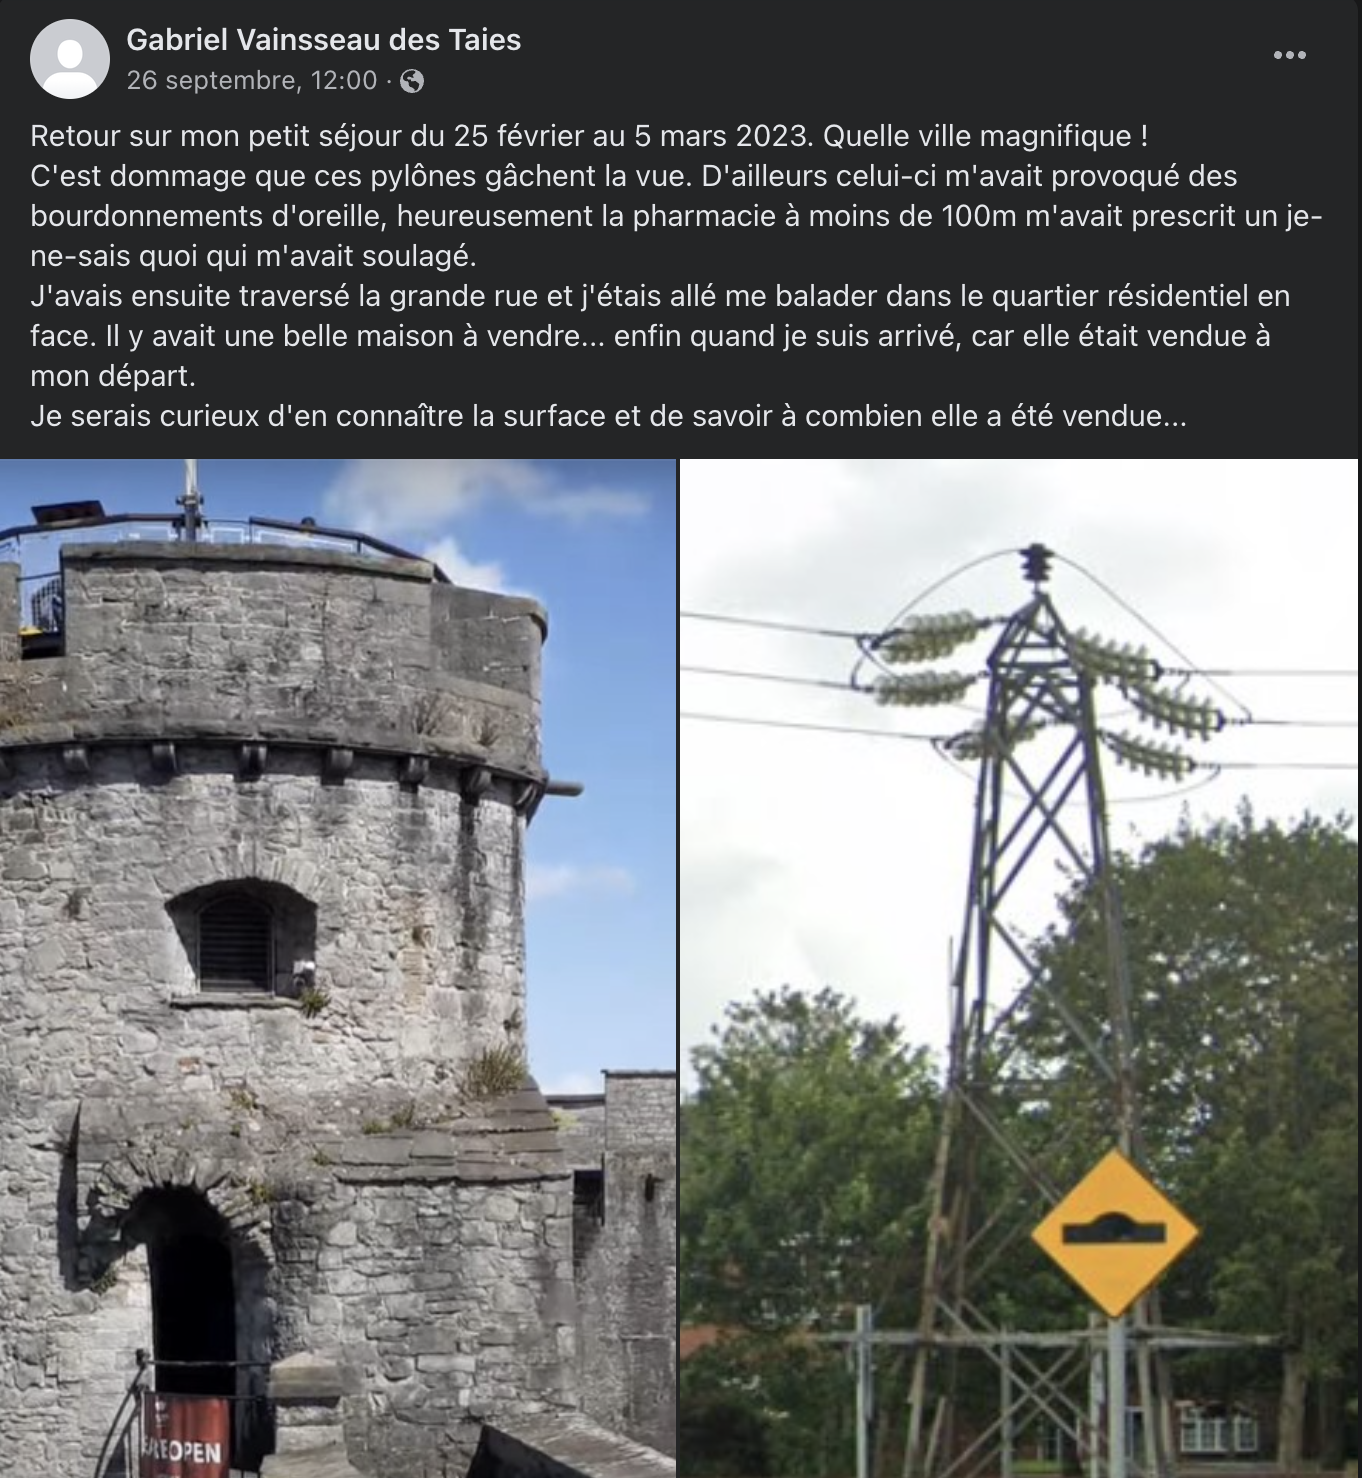 Gabriel Vainsseau des Taies
26 septembre, 12:00 ·
Retour sur mon petit séjour du 25 février au 5 mars 2023. Quelle ville magnifique !
C'est dommage que ces pylônes gâchent la vue. D'ailleurs celui-ci m'avait provoqué des
bourdonnements d'oreille, heureusement la pharmacie à moins de 100m m'avait prescrit un je-
ne-sais quoi qui m'avait soulagé.
J'avais ensuite traversé la grande rue et j'étais allé me balader dans le quartier résidentiel en
face. Il y avait une belle maison à vendre... enfin quand je suis arrivé, car elle était vendue à
mon départ.
Je serais curieux d'en connaître la surface et de savoir à combien elle a été vendue...
OPEN